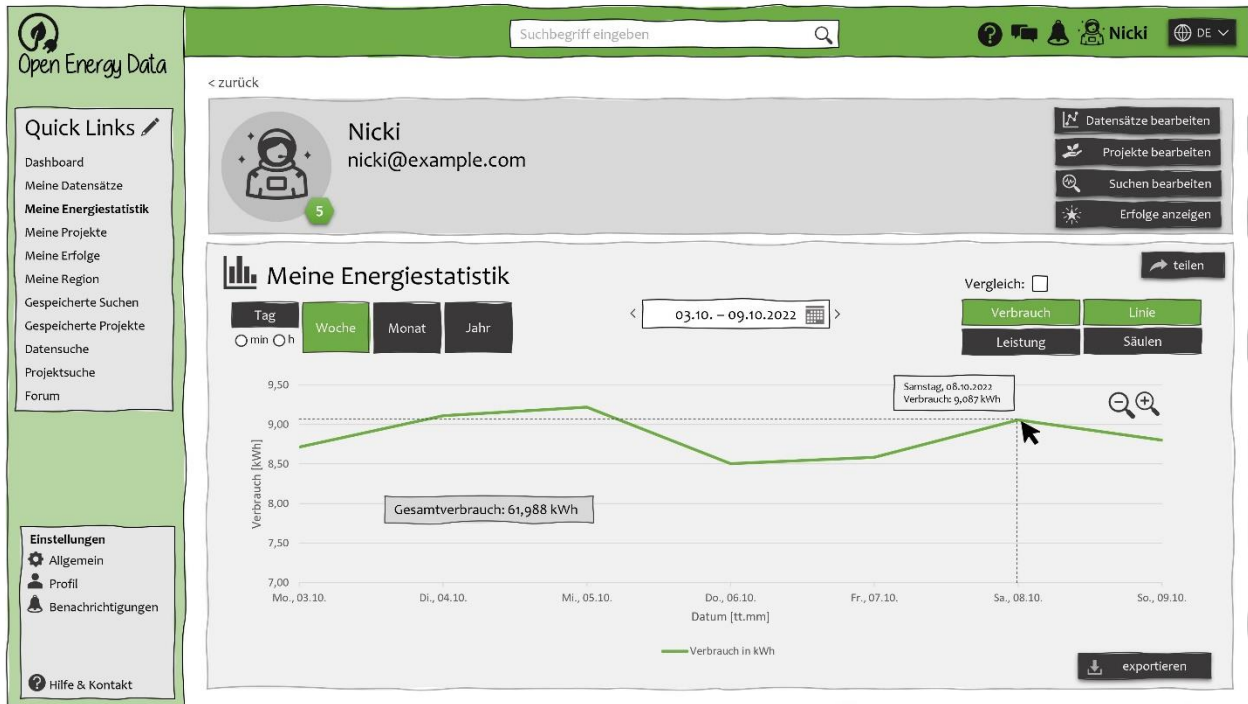 Open Energy Data
Suchbegriff eingeben
Nicki
DE
Quick Links
Dashboard
Meine Datensätze
Meine Energiestatistik
Meine Projekte
Meine Erfolge
Meine Region
Gespeicherte Suchen
Gespeicherte Projekte
Datensuche
Projektsuche
Forum
Einstellungen
Allgemein
Profil
Benachrichtigungen
Hilfe & Kontakt
< zurück
Nicki
nicki@example.com
5
Datensätze bearbeiten
Projekte bearbeiten
Suchen bearbeiten
Erfolge anzeigen
Meine Energiestatistik
teilen
Tag
min h
Woche
Monat
Jahr
< 03.10. – 09.10.2022 >
Vergleich:
Verbrauch
Linie
Leistung
Säulen
Samstag, 08.10.2022
Verbrauch: 9,087 kWh
Verbrauch [kWh]
9,50
9,00
8,50
8,00
7,50
7,00
Gesamtverbrauch: 61,988 kWh
Mo., 03.10. Di., 04.10. Mi., 05.10. Do., 06.10. Fr., 07.10. Sa., 08.10. So., 09.10.
Datum [tt.mm]
Verbrauch in kWh
exportieren